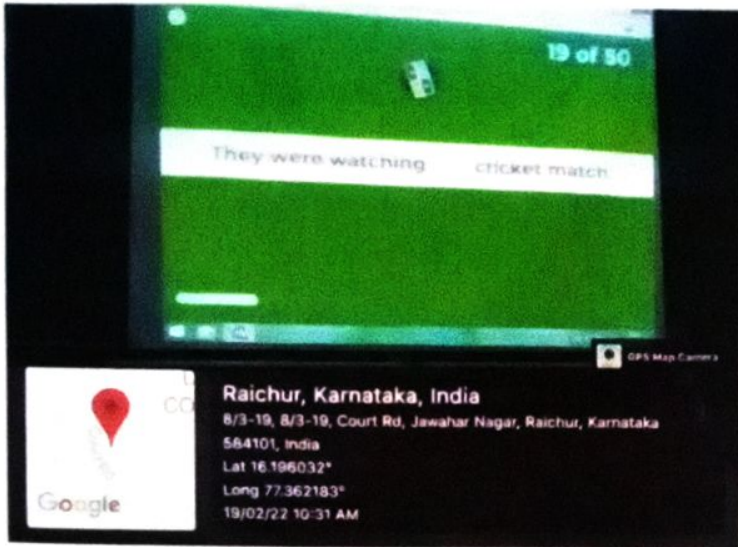 19 of 50
They were watching cricket match
GPS Map Camera
Raichur, Karnataka, India
8/3-19, 8/3-19, Court Rd, Jawahar Nagar, Raichur, Karnataka
584101, India
Lat 16.196032°
Long 77.362183°
19/02/22 10:31 AM
Google